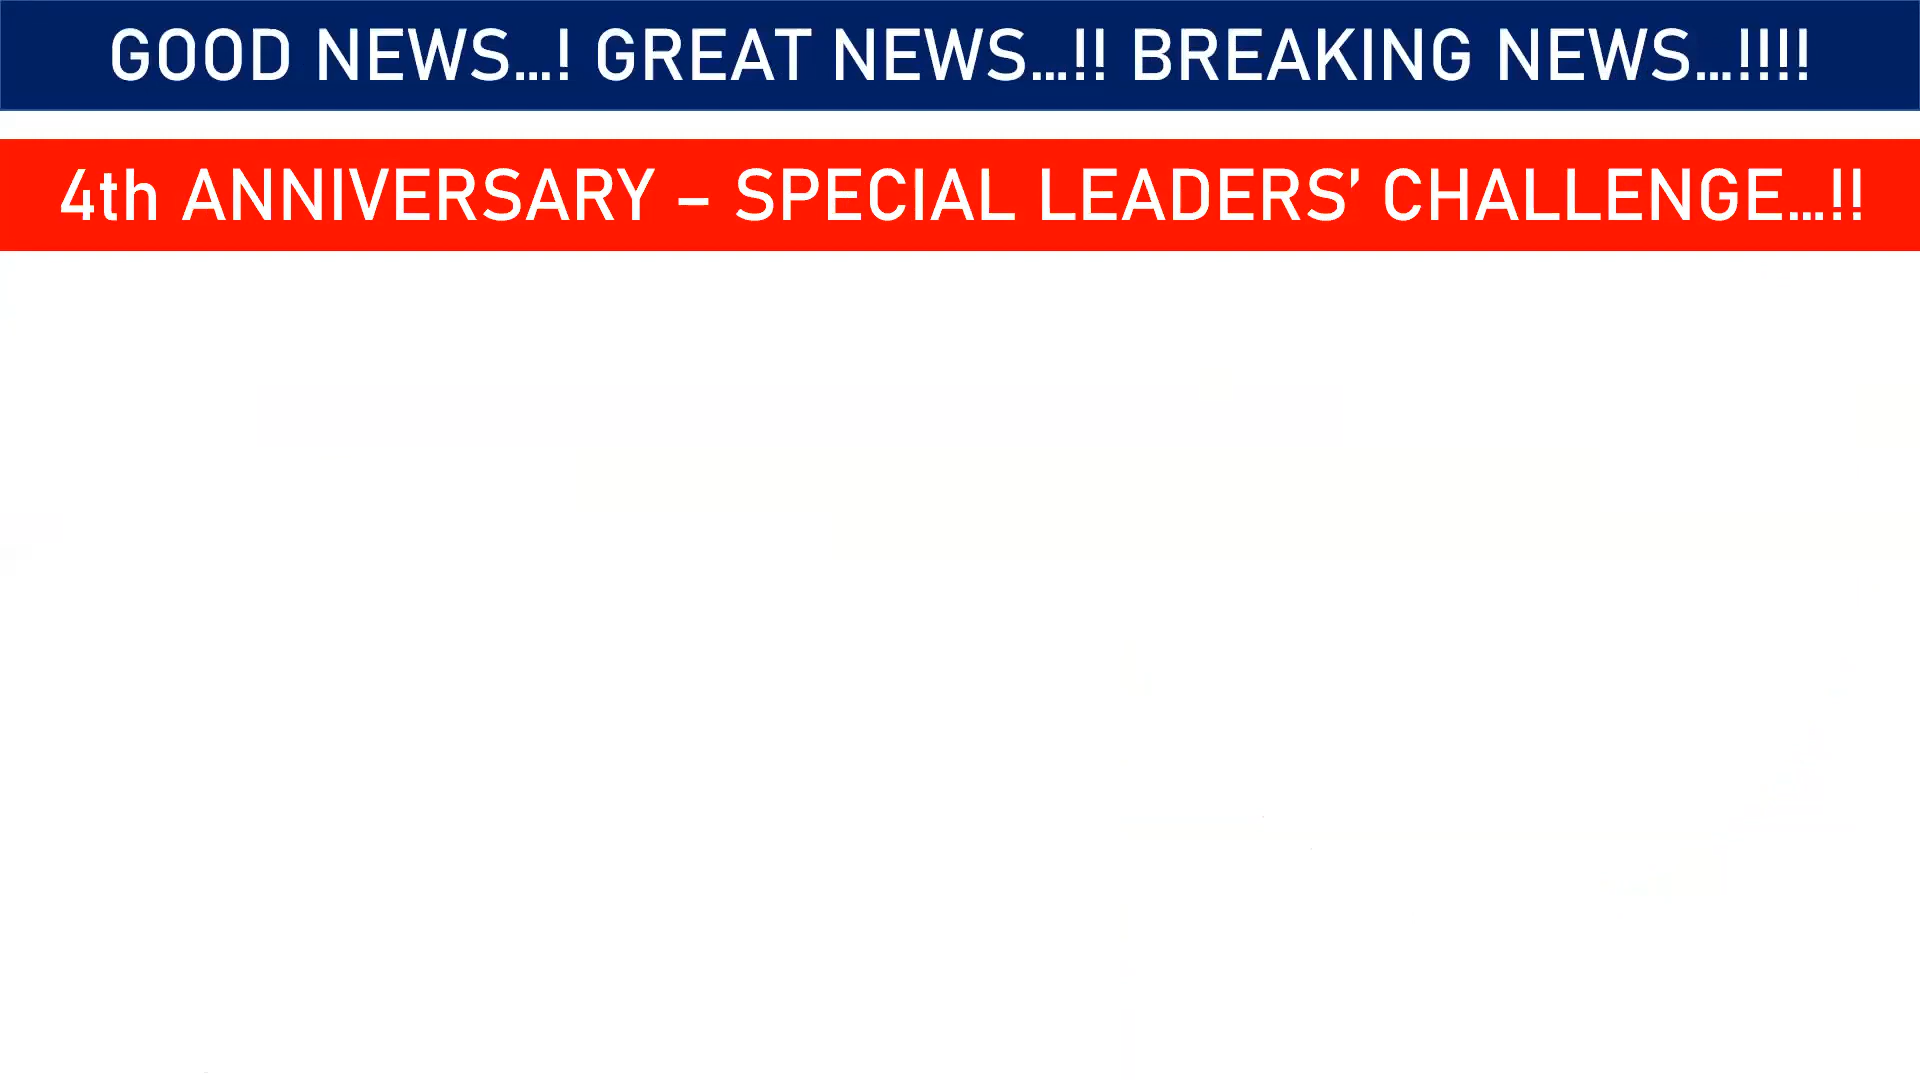 GOOD NEWS...! GREAT NEWS...!! BREAKING NEWS...!!!!
4th ANNIVERSARY – SPECIAL LEADERS’ CHALLENGE...!!